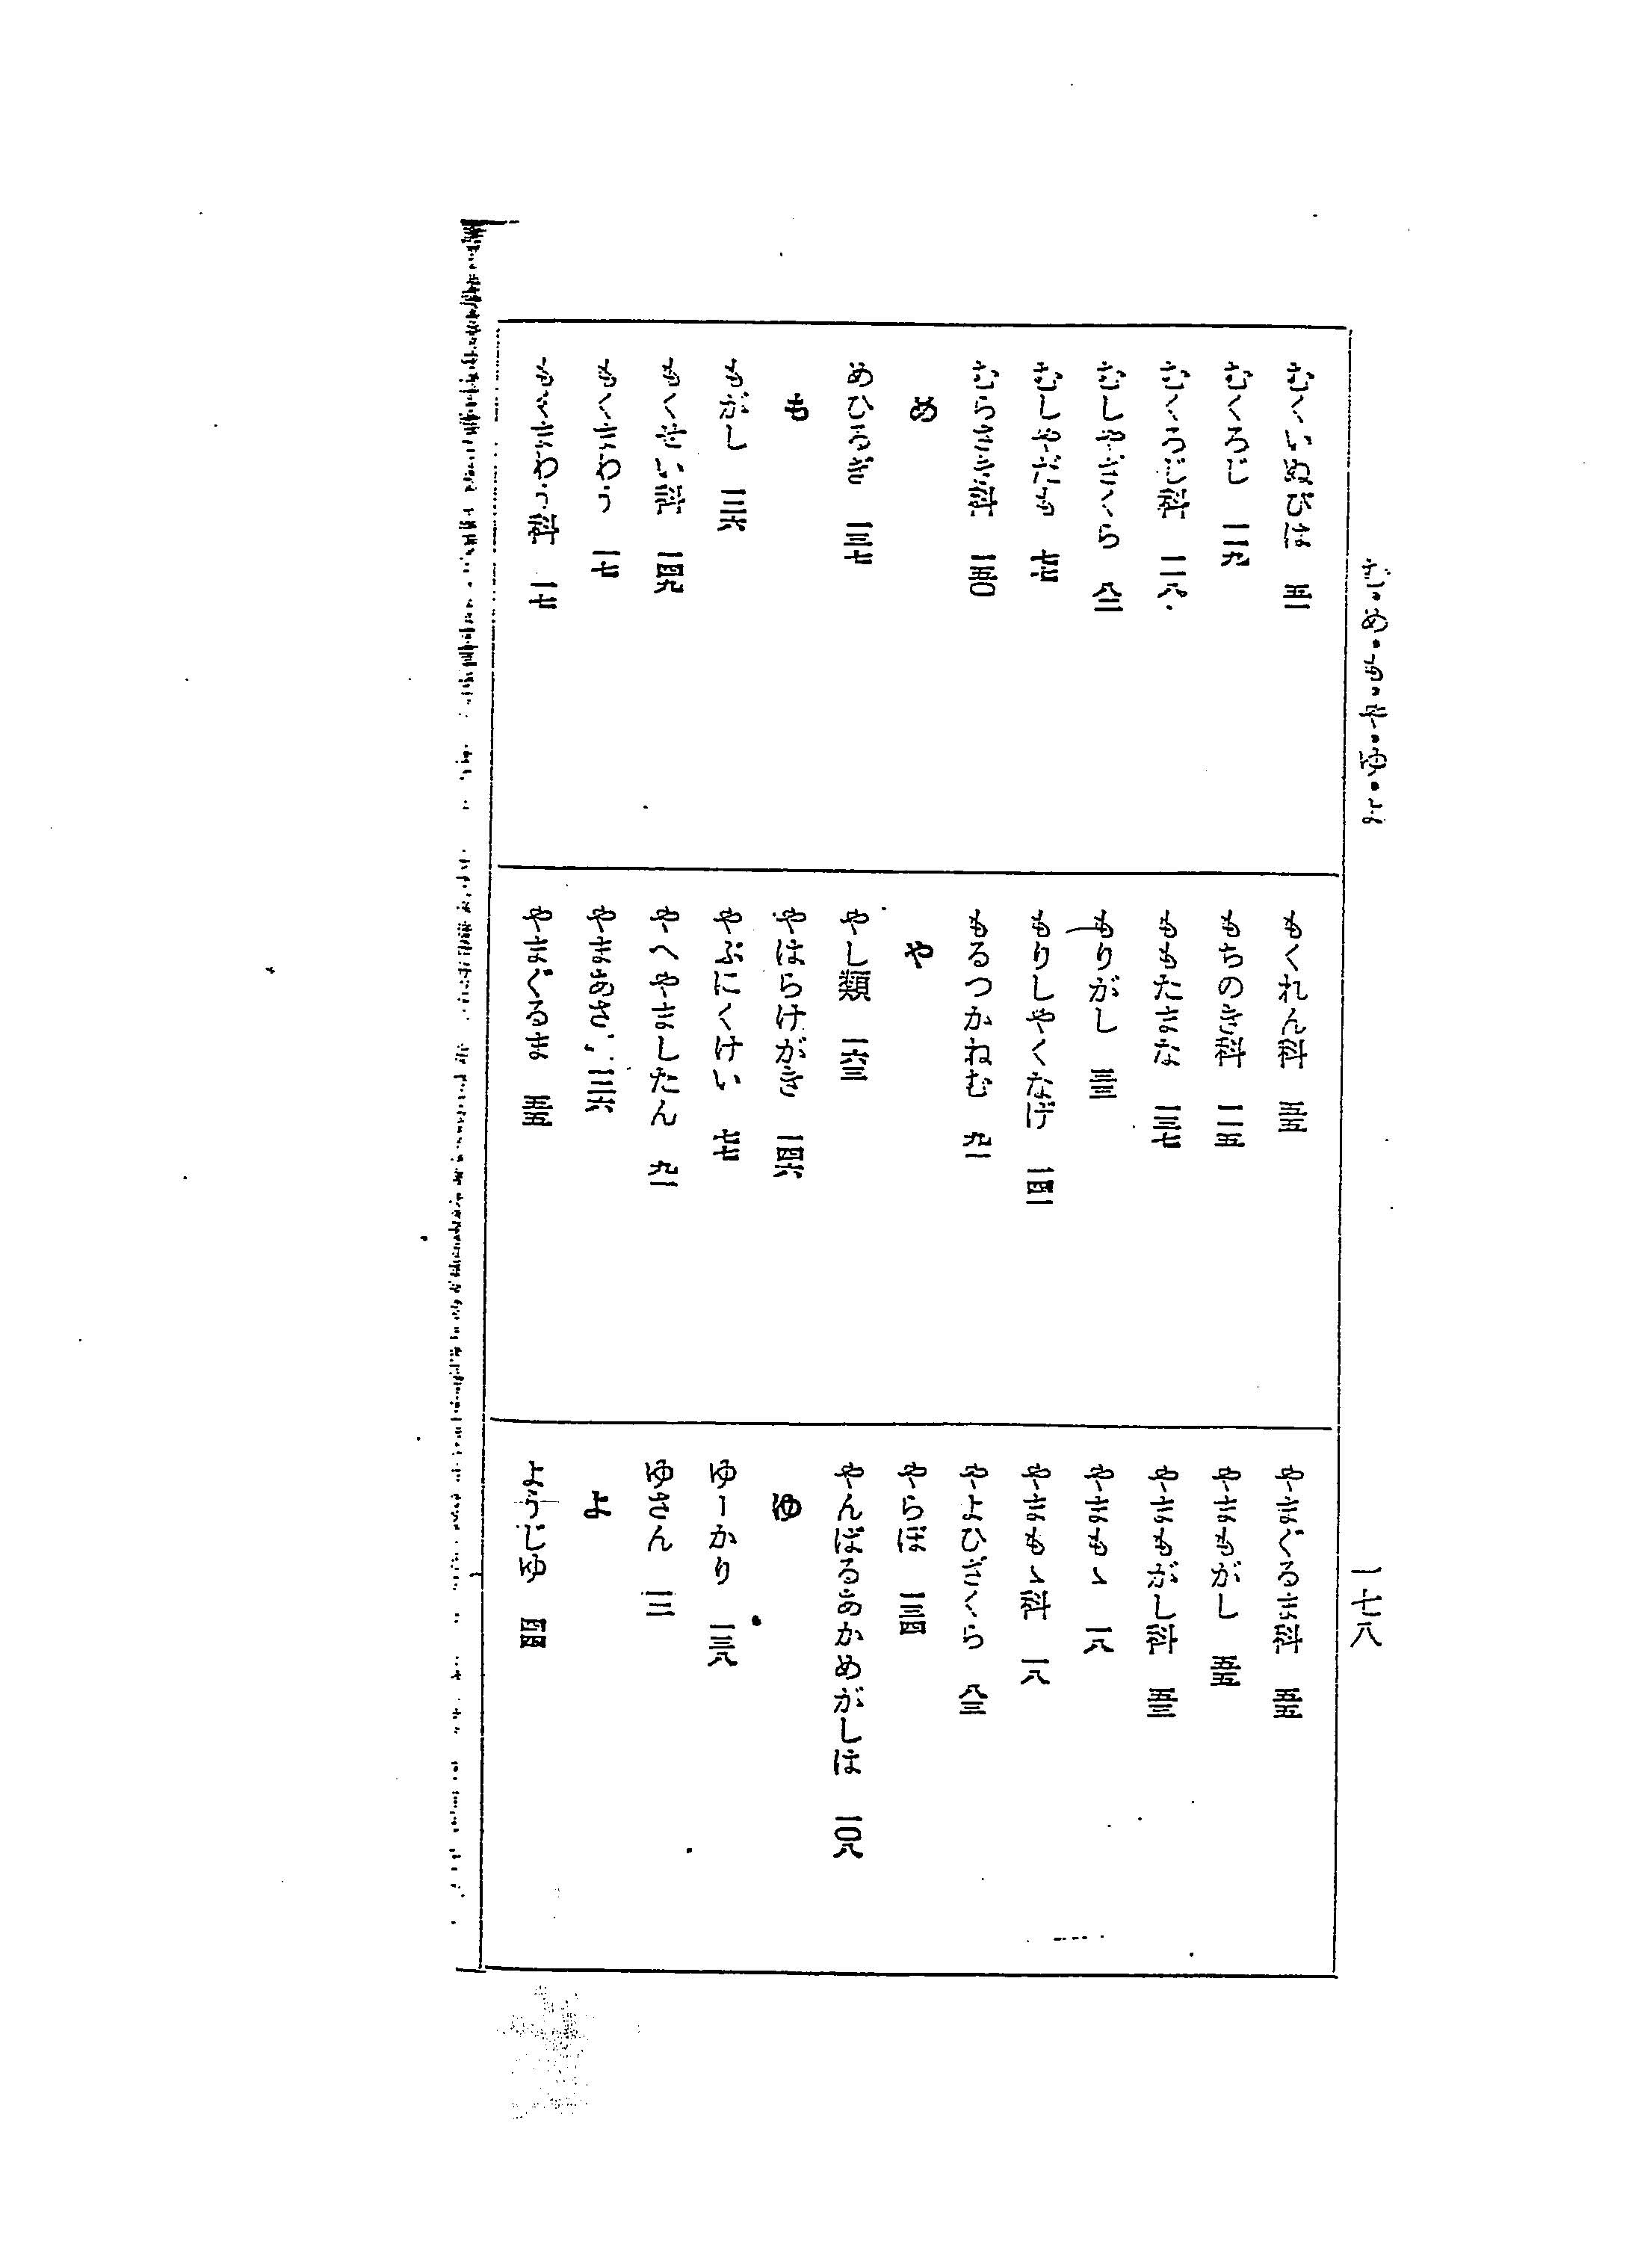 む・め・も・や・ゆ・よ
一七八
むくいぬびは 五一
むくろじ 一一九
むくろじ科 一一八
むしやざくら 八二
むしやだも 七七
むらさき科 一五〇
め
めひるぎ 一三七
も
もがし 一二六
もくせい科 一四九
もくまわう 一七
もくまわう科 一七
もくれん科 五五
もちのき科 一一五
ももたまな 一三七
もりがし 三三
もりしやくなげ 一四一
もるつかねむ 九一
や
やし類 一六三
やはらけがき 一四六
やぶにくけい 七七
やへやましたん 九一
やまあさ 一二六
やまぐるま 五五
やまぐるま科 五五
やまもがし 五五
やまもがし科 五三
やまもゝ 一八
やまもゝ科 一八
やよひざくら 八三
やらぼ 一三四
やんばるあかめがしは 一〇八
ゆ
ゆーかり 一三八
ゆさん 一三
よ
ようじゆ 四四